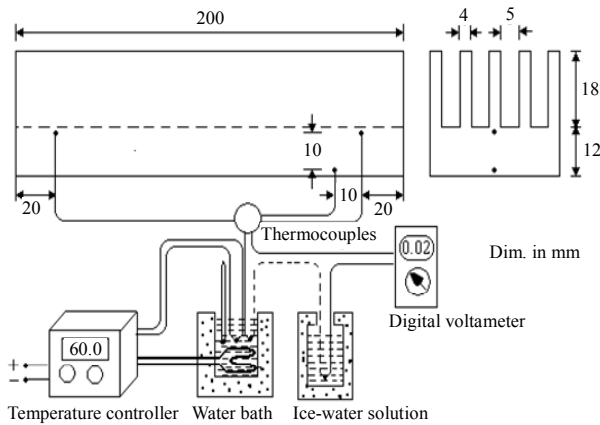 200
4
5
18
12
10
10
20
20
Thermocouples
0.02
Dim. in mm
Digital voltameter
60.0
+
−
Temperature controller
Water bath
Ice-water solution